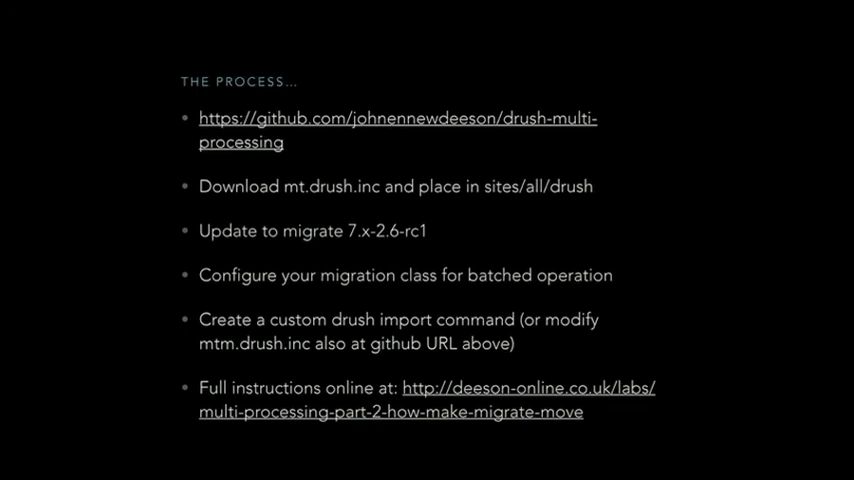 THE PROCESS...
• https://github.com/johnennewdeeson/drush-multi-
processing
• Download mt.drush.inc and place in sites/all/drush
• Update to migrate 7.x-2.6-rc1
• Configure your migration class for batched operation
• Create a custom drush import command (or modify
mtm.drush.inc also at github URL above)
• Full instructions online at: http://deeson-online.co.uk/labs/
multi-processing-part-2-how-make-migrate-move